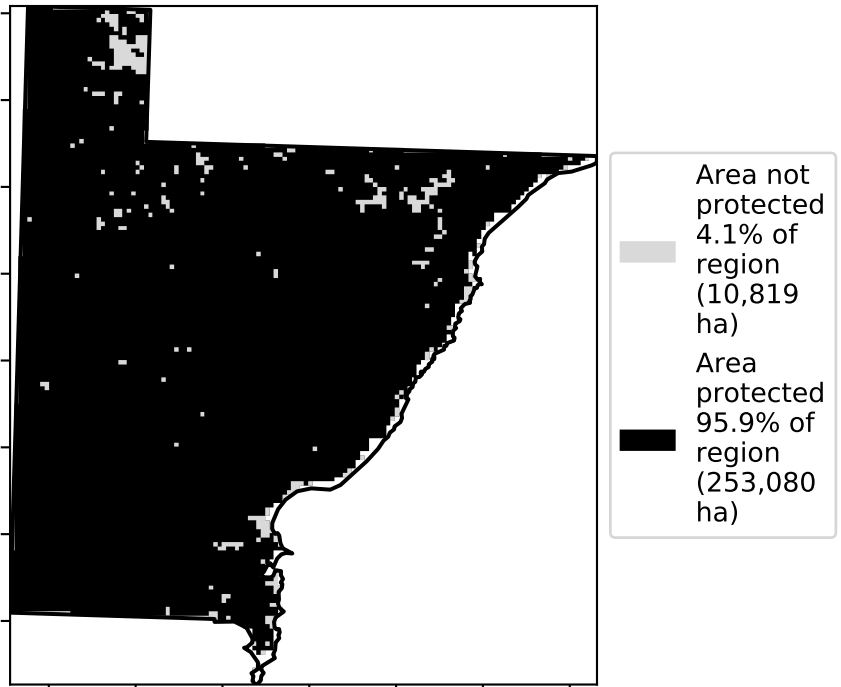 Area not
protected
4.1% of
region
(10,819
ha)
Area
protected
95.9% of
region
(253,080
ha)